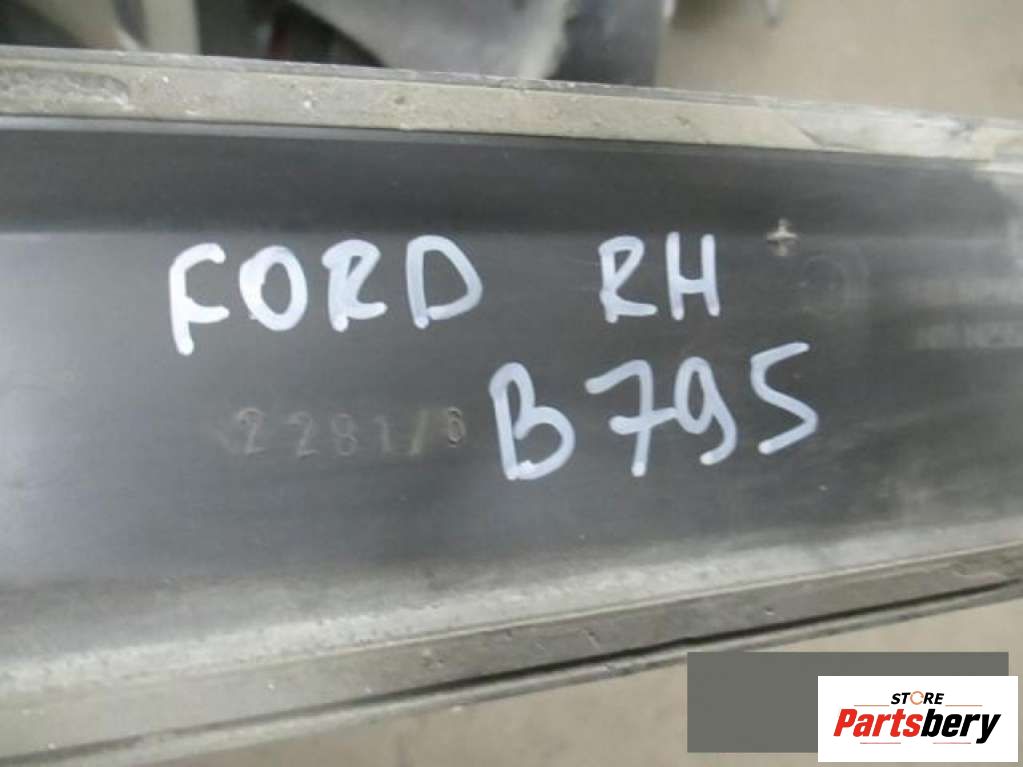 FORD RH
B795
2281/8
STORE
Partsbery